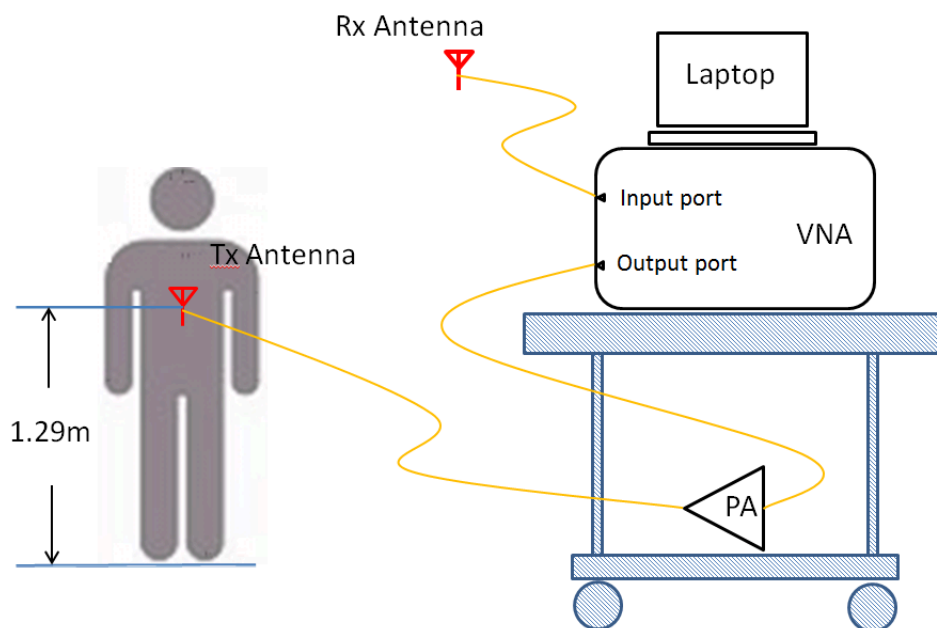 Rx Antenna
Laptop
Input port
VNA
Tx Antenna
Output port
1.29m
PA